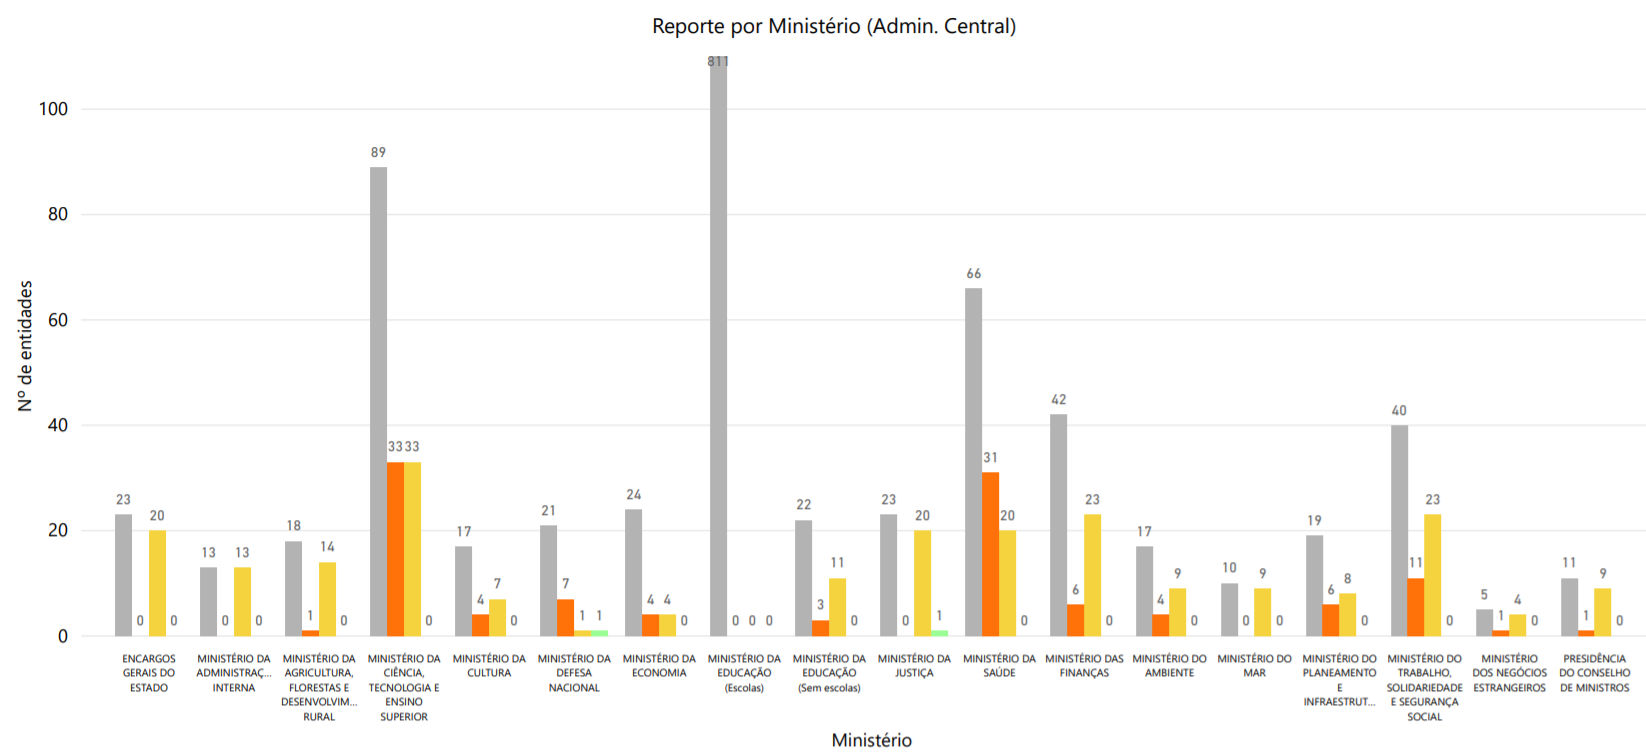 Reporte por Ministério (Admin. Central)
Nº de entidades
100
80
60
40
20
0
23 0 20 0
13 0 13 0
18 1 14 0
89 33 33 0
17 4 7 0
21 7 1 1
24 4 4 0
811 0 0 0
22 3 11 0
23 0 20 1
66 31 20 0
42 6 23 0
17 4 9 0
10 0 9 0
19 6 8 0
40 11 23 0
5 1 4 0
11 1 9 0
ENCARGOS
GERAIS DO
ESTADO
MINISTÉRIO DA
ADMINISTRAÇ...
INTERNA
MINISTÉRIO DA
AGRICULTURA,
FLORESTAS E
DESENVOLVIM...
RURAL
MINISTÉRIO DA
CIÊNCIA,
TECNOLOGIA E
ENSINO
SUPERIOR
MINISTÉRIO DA
CULTURA
MINISTÉRIO DA
DEFESA
NACIONAL
MINISTÉRIO DA
ECONOMIA
MINISTÉRIO DA
EDUCAÇÃO
(Escolas)
MINISTÉRIO DA
EDUCAÇÃO
(Sem escolas)
MINISTÉRIO DA
JUSTIÇA
MINISTÉRIO DA
SAÚDE
MINISTÉRIO DAS
FINANÇAS
MINISTÉRIO DO
AMBIENTE
MINISTÉRIO DO
MAR
MINISTÉRIO DO
PLANEAMENTO
E
INFRAESTRUT...
MINISTÉRIO DO
TRABALHO,
SOLIDARIEDADE
E SEGURANÇA
SOCIAL
MINISTÉRIO
DOS NEGÓCIOS
ESTRANGEIROS
PRESIDÊNCIA
DO CONSELHO
DE MINISTROS
Ministério